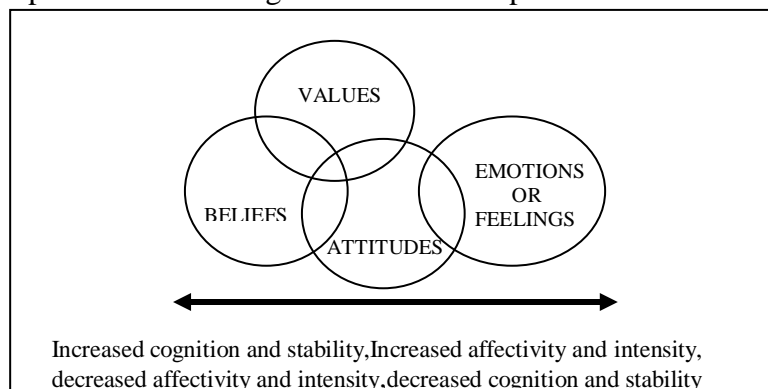 VALUES
EMOTIONS
OR
FEELINGS
BELIEFS
ATTITUDES
Increased cognition and stability,Increased affectivity and intensity,
decreased affectivity and intensity,decreased cognition and stability